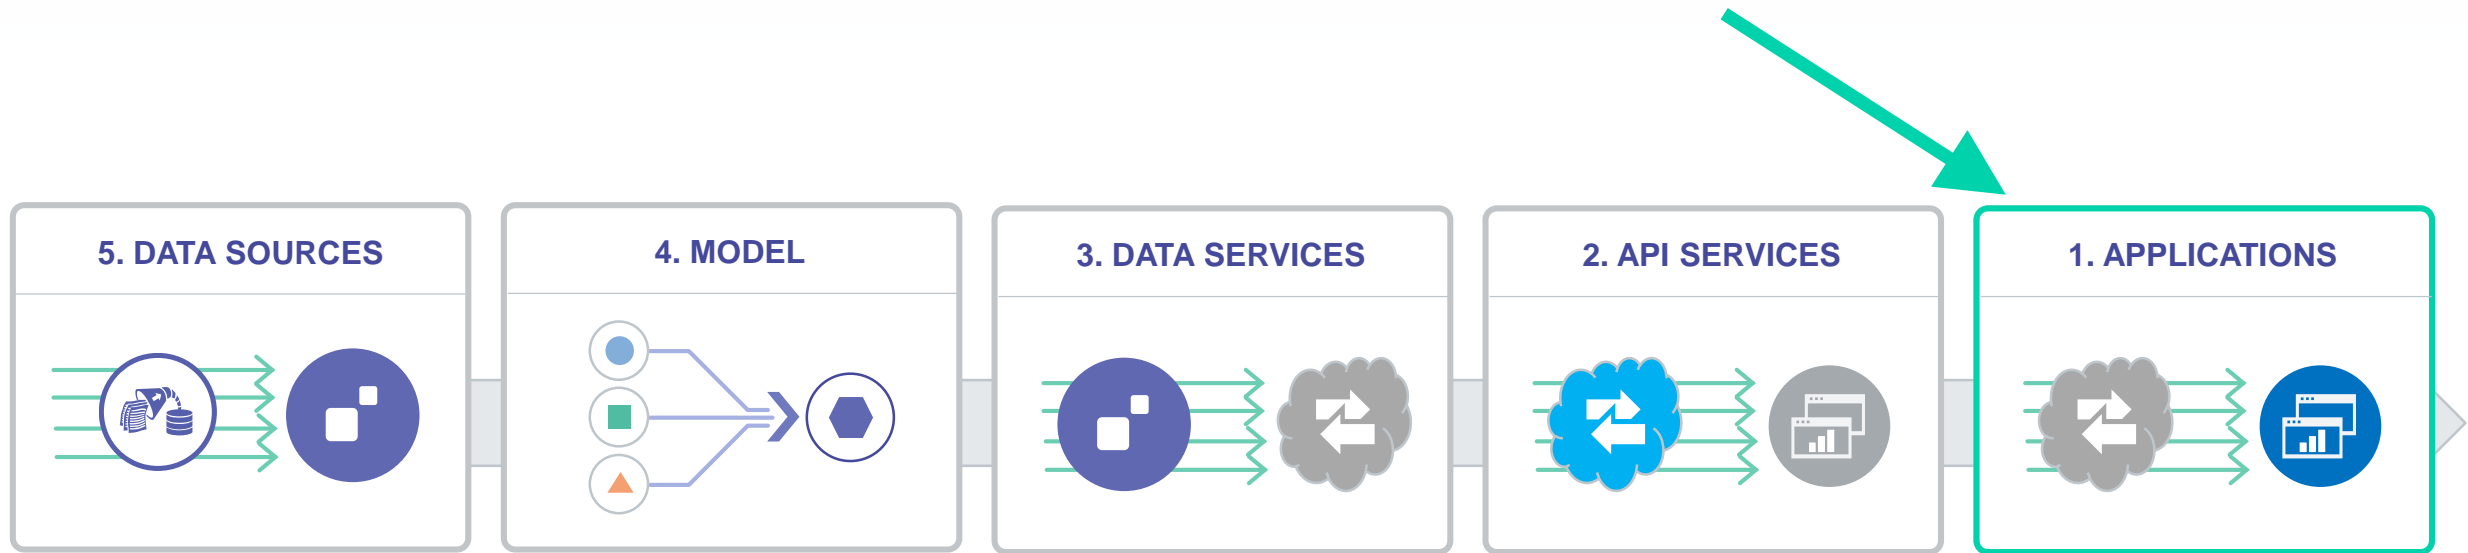 5. DATA SOURCES
4. MODEL
3. DATA SERVICES
2. API SERVICES
1. APPLICATIONS